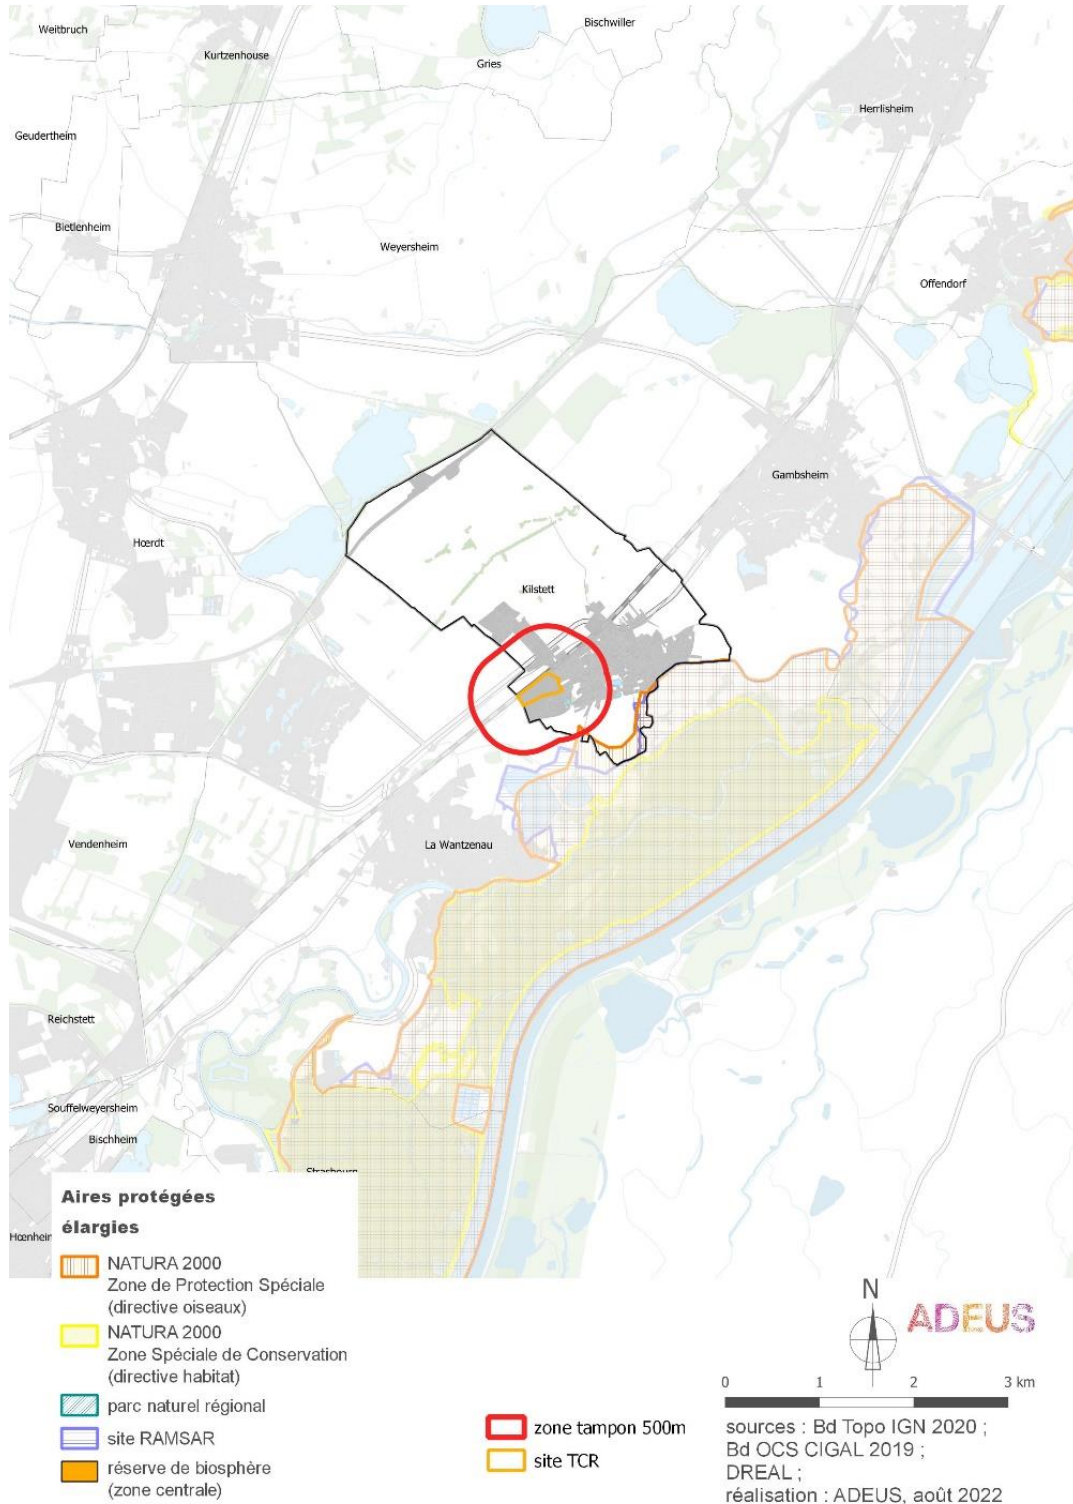 Weitbruch
Bischwiller
Kurtzenhouse
Gries
Herrlisheim
Geudertheim
Bietlenheim
Weyersheim
Offendorf
Gambsheim
Hœrdt
Kilstett
Vendenheim
La Wantzenau
Reichstett
Souffelweyersheim
Bischheim
Strasbourg
Hœnheim
Aires protégées
élargies
NATURA 2000
Zone de Protection Spéciale
(directive oiseaux)
NATURA 2000
Zone Spéciale de Conservation
(directive habitat)
parc naturel régional
site RAMSAR
réserve de biosphère
(zone centrale)
zone tampon 500m
site TCR
N
ADEUS
0 1 2 3 km
sources : Bd Topo IGN 2020 ;
Bd OCS CIGAL 2019 ;
DREAL ;
réalisation : ADEUS, août 2022